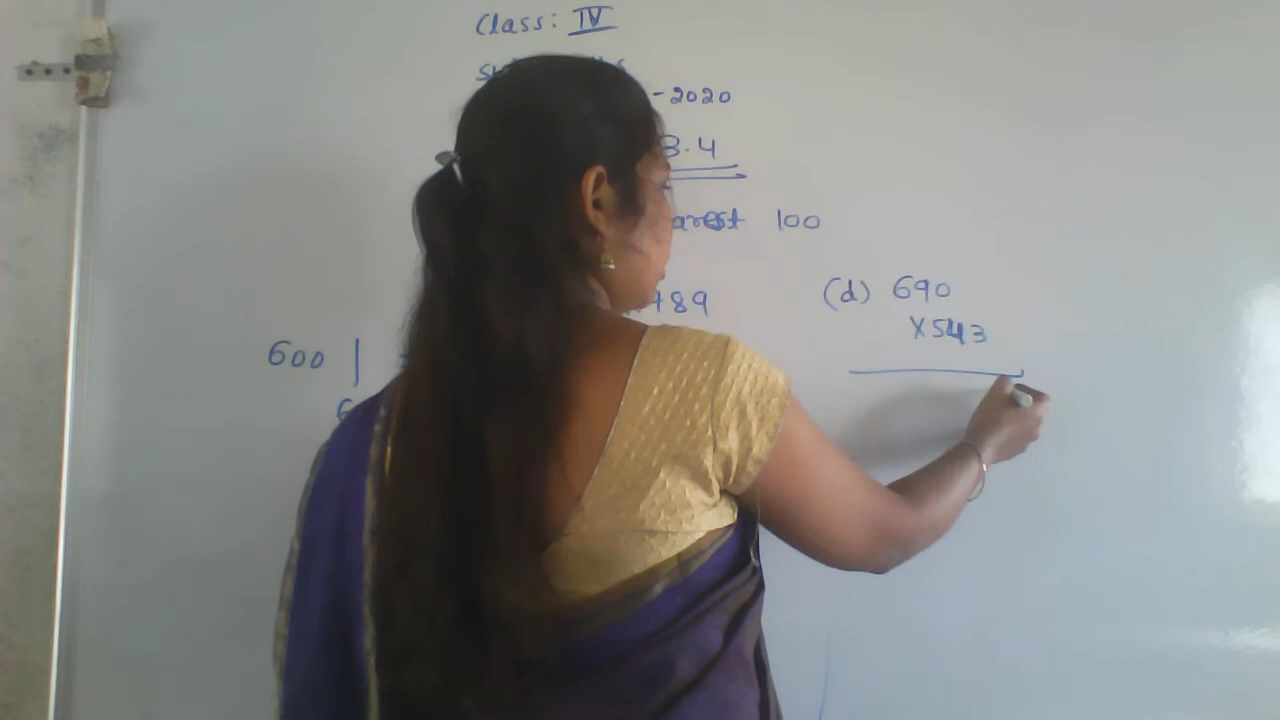 Class: IV
-2020
3.4
arest 100
(d) 690
489
X543
600 |
6